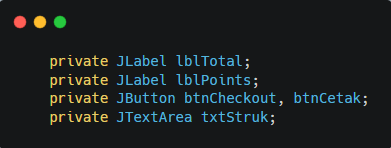 private JLabel lblTotal;
private JLabel lblPoints;
private JButton btnCheckout, btnCetak;
private JTextArea txtStruk;